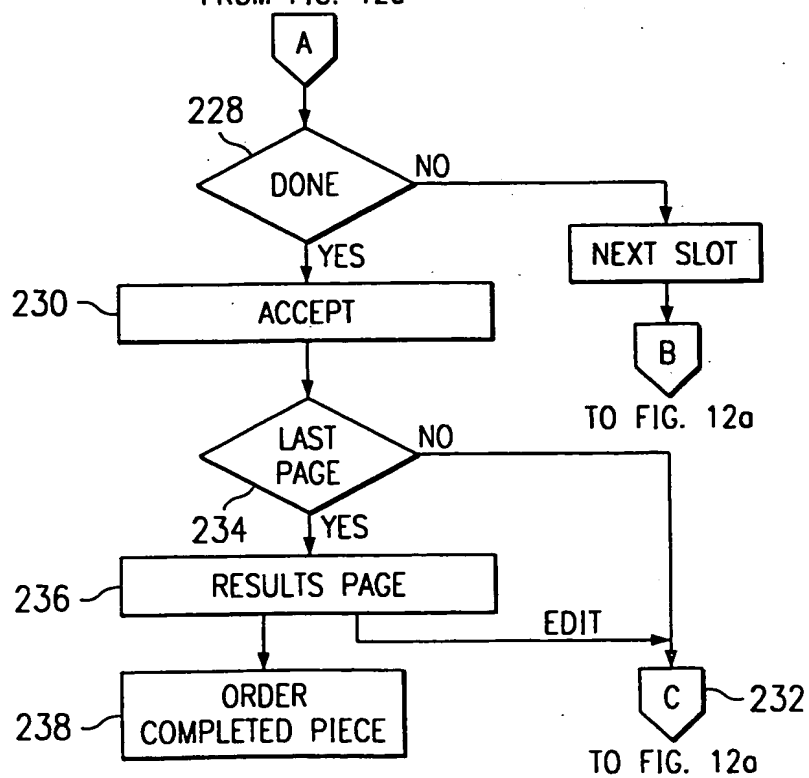 FROM FIG. 12a
A
228
DONE
NO
YES
NEXT SLOT
230
ACCEPT
B
TO FIG. 12a
LAST
PAGE
NO
234
YES
236
RESULTS PAGE
EDIT
ORDER
COMPLETED PIECE
238
C
232
TO FIG. 12a